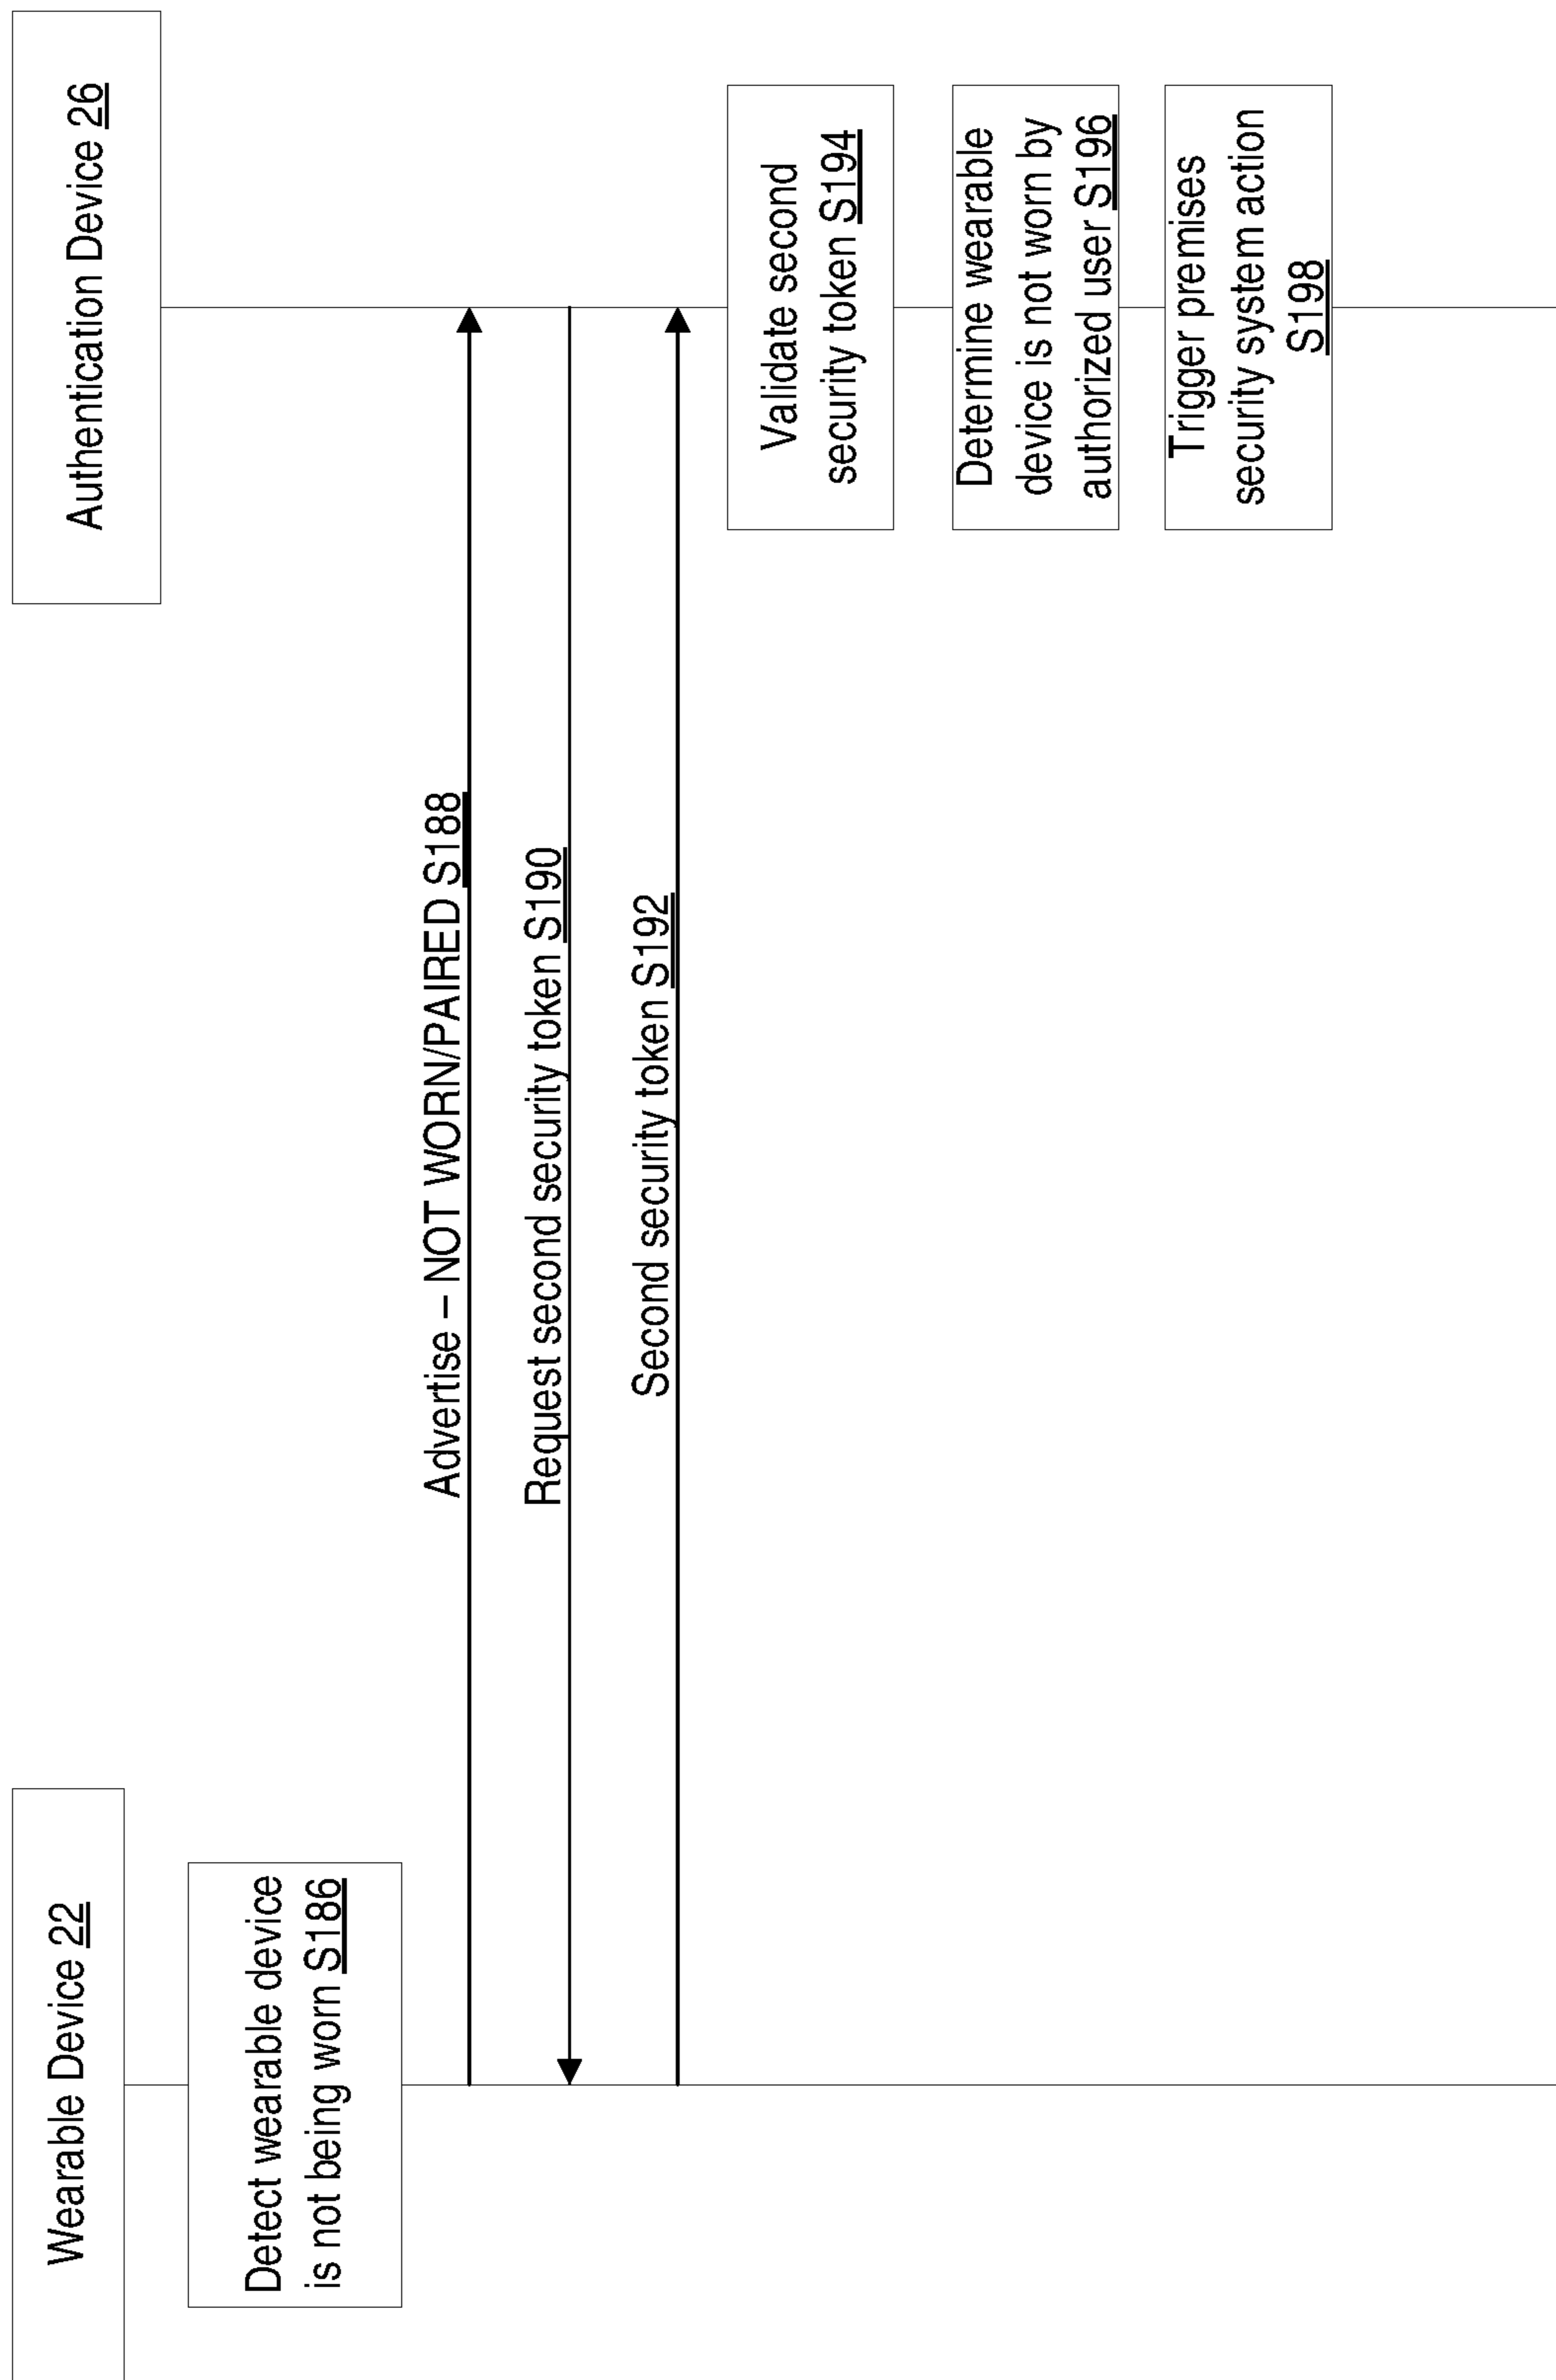 Wearable Device 22
Authentication Device 26
Detect wearable device
is not being worn S186
Advertise – NOT WORN/PAIRED S188
Request second security token S190
Second security token S192
Validate second
security token S194
Determine wearable
device is not worn by
authorized user S196
Trigger premises
security system action
S198